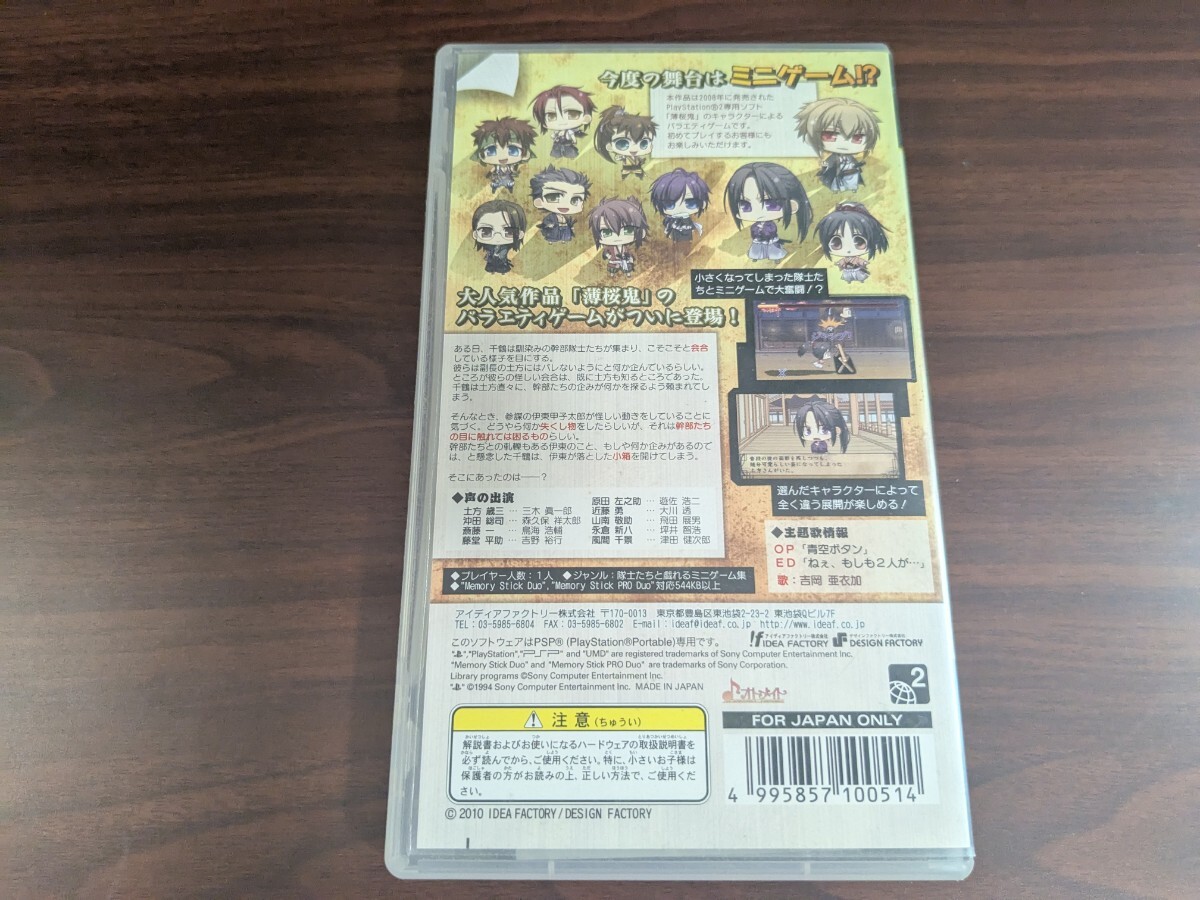 今度の舞台はミニゲーム!?
本作品は2008年に発売された
PlayStation®2専用ソフト
「薄桜鬼」のキャラクターによる
バラエティゲームです。
初めてプレイするお客様にも
お楽しみいただけます。
小さくなってしまった隊士た
ちとミニゲームで大奮闘!?
大人気作品「薄桜鬼」の
バラエティゲームがついに登場!
ある日、千鶴は馴染みの幹部隊士たちが集まり、こそこそと会合
している様子を目にする。
彼らは副長の土方にはバレないようにと何か企んでいるらしい。
ところが彼らの怪しい会合は、既に土方も知るところであった。
千鶴は土方直々に、幹部たちの企みが何かを探るよう頼まれてし
まう。
そんなとき、参謀の伊東甲子太郎が怪しい動きをしていることに
気づく。どうやら何か失くし物をしたらしいが、それは幹部たち
の目に触れては困るものらしい。
幹部たちとの軋轢もある伊東のこと、もしや何か企みがあるので
は、と懸念した千鶴は、伊東が落とした小箱を開けてしまう。
そこにあったのは――?
選んだキャラクターによって
全く違う展開が楽しめる!
◆声の出演
土方 歳三 … 三木 眞一郎
沖田 総司 … 森久保 祥太郎
斎藤 一 … 鳥海 浩輔
藤堂 平助 … 吉野 裕行
原田 左之助 … 遊佐 浩二
近藤 勇 … 大川 透
山南 敬助 … 飛田 展男
永倉 新八 … 坪井 智浩
風間 千景 … 津田 健次郎
◆主題歌情報
OP「青空ボタン」
ED「ねぇ、もしも2人が…」
歌:吉岡 亜衣加
◆プレイヤー人数:1人 ◆ジャンル:隊士たちと戯れるミニゲーム集
◆"Memory Stick Duo","Memory Stick PRO Duo"対応544KB以上
アイディアファクトリー株式会社 〒170-0013 東京都豊島区東池袋2-23-2 東池袋Qビル7F
TEL:03-5985-6804 FAX:03-5985-6802 E-mail:ideaf@ideaf.co.jp http://www.ideaf.co.jp
このソフトウェアはPSP® (PlayStation®Portable)専用です。
アイディアファクトリー株式会社
IDEA FACTORY
デザインファクトリー株式会社
DESIGN FACTORY
" ","PlayStation","PSP" and "UMD" are registered trademarks of Sony Computer Entertainment Inc.
"Memory Stick Duo" and "Memory Stick PRO Duo" are trademarks of Sony Corporation.
Library programs ©Sony Computer Entertainment Inc.
" " ©1994 Sony Computer Entertainment Inc. MADE IN JAPAN
オトメイト
2
FOR JAPAN ONLY
注意(ちゅうい)
解説書およびお使いになるハードウェアの取扱説明書を
必ず読んでから、ご使用ください。特に、小さいお子様は
保護者の方がお読みの上、正しい方法で、ご使用くだ
さい。
4 995857 100514
© 2010 IDEA FACTORY/DESIGN FACTORY